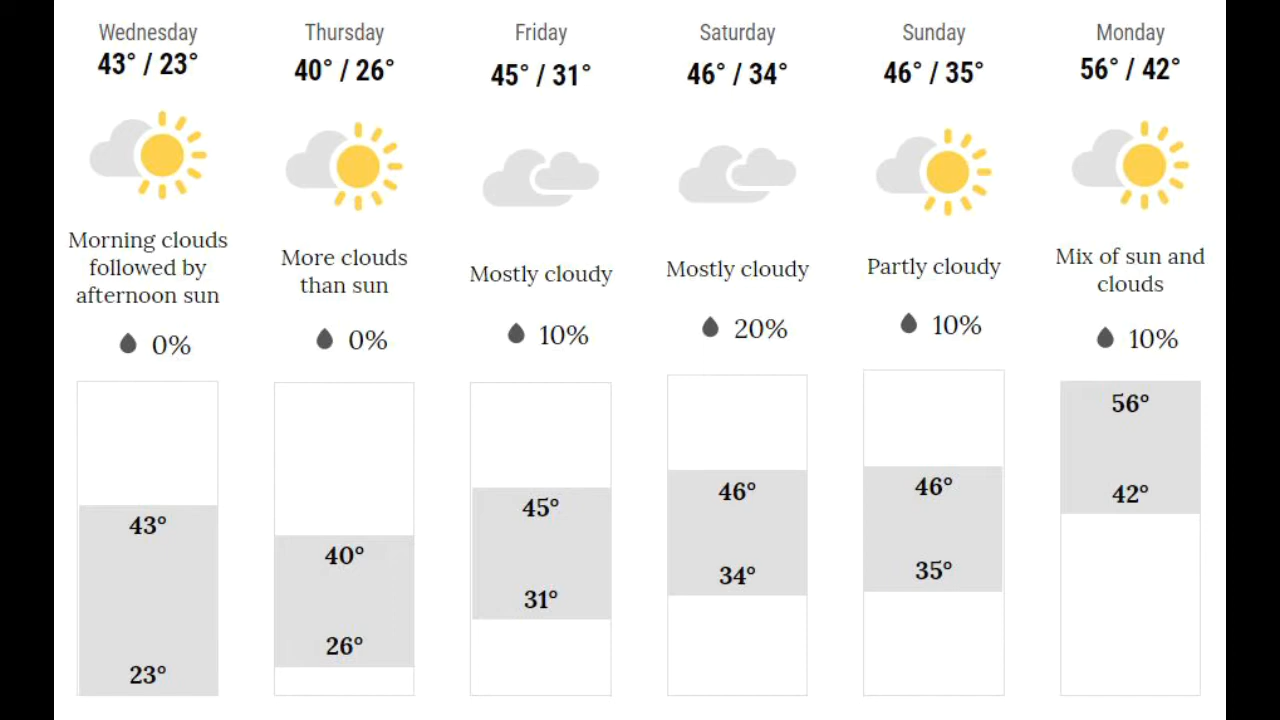 Wednesday
43° / 23°
Morning clouds
followed by
afternoon sun
0%
43°
23°
Thursday
40° / 26°
More clouds
than sun
0%
40°
26°
Friday
45° / 31°
Mostly cloudy
10%
45°
31°
Saturday
46° / 34°
Mostly cloudy
20%
46°
34°
Sunday
46° / 35°
Partly cloudy
10%
46°
35°
Monday
56° / 42°
Mix of sun and
clouds
10%
56°
42°